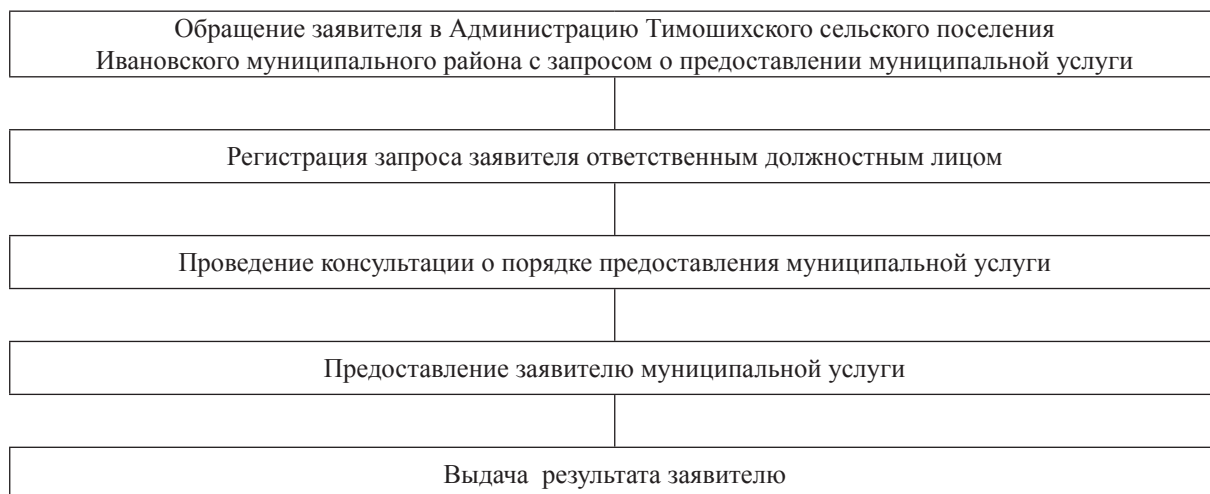 Обращение заявителя в Администрацию Тимошихского сельского поселения
Ивановского муниципального района с запросом о предоставлении муниципальной услуги
Регистрация запроса заявителя ответственным должностным лицом
Проведение консультации о порядке предоставления муниципальной услуги
Предоставление заявителю муниципальной услуги
Выдача результата заявителю